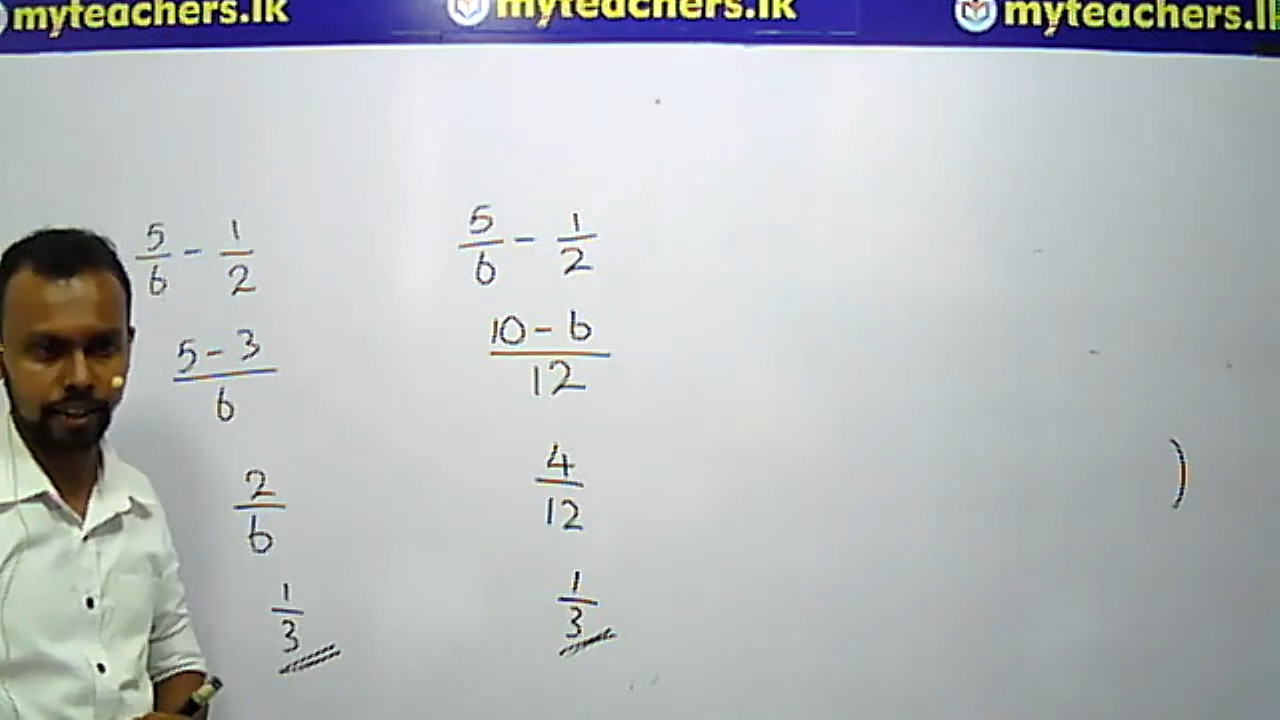 myteachers.lk myteachers.lk myteachers.lk
5/6 - 1/2
5 - 3/6
2/6
1/3
5/6 - 1/2
10 - 6/12
4/12
1/3
)